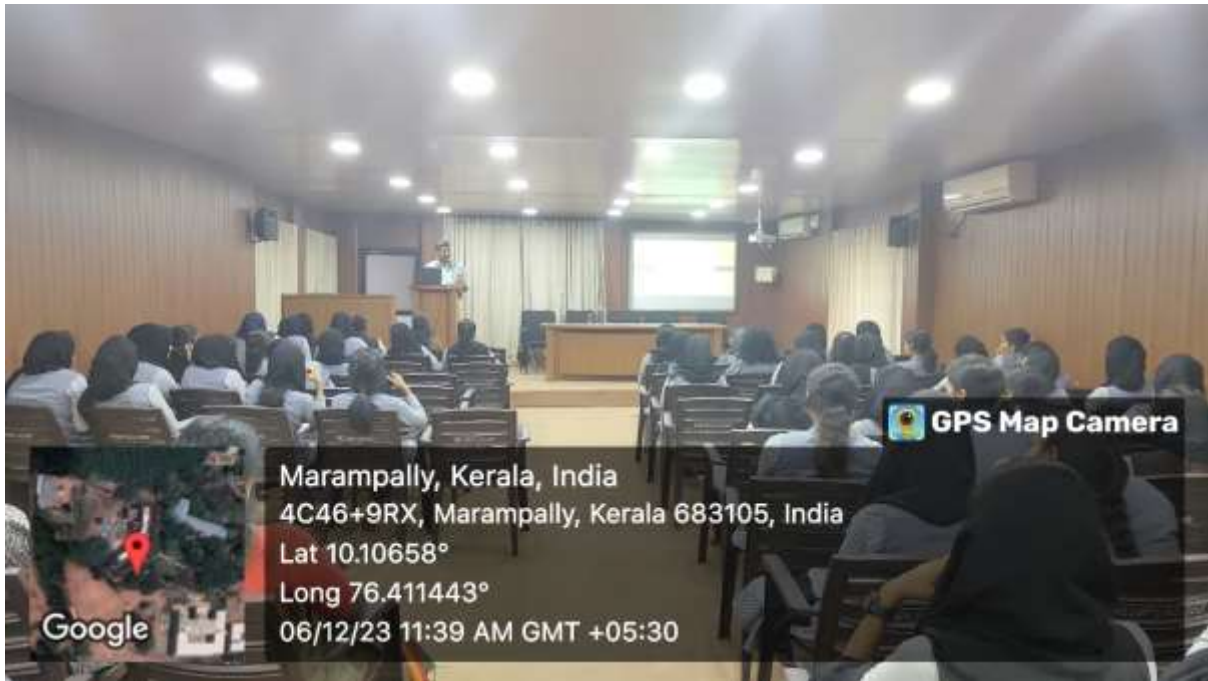 GPS Map Camera
Marampally, Kerala, India
4C46+9RX, Marampally, Kerala 683105, India
Lat 10.10658°
Long 76.411443°
06/12/23 11:39 AM GMT +05:30
Google